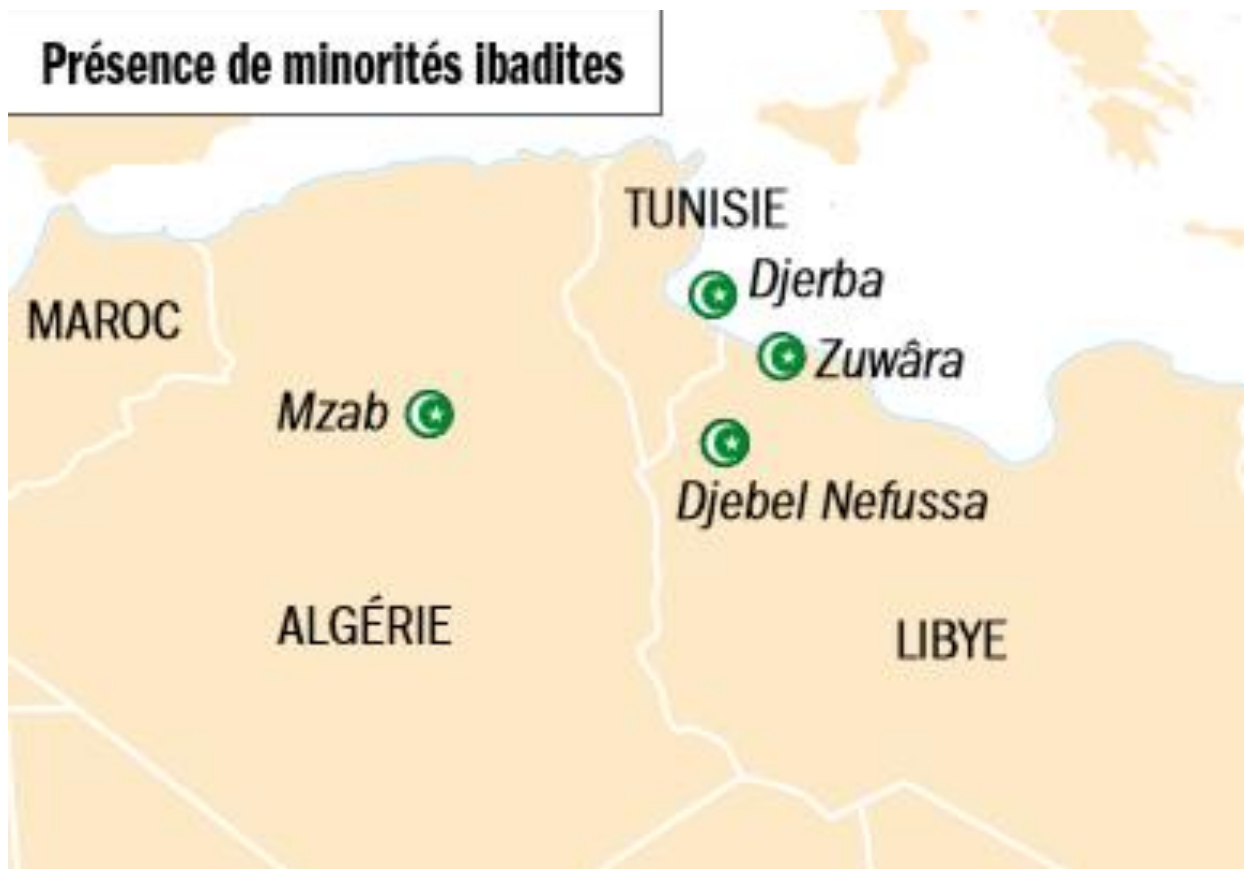 Présence de minorités ibadites
TUNISIE
Djerba
MAROC
Zuwâra
Mzab
Djebel Nefussa
ALGÉRIE
LIBYE